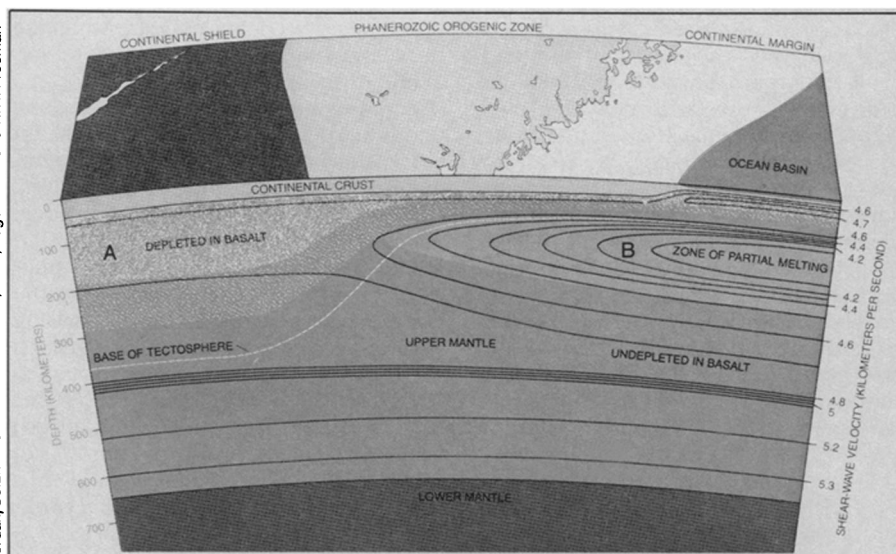 CONTINENTAL SHIELD
PHANEROZOIC OROGENIC ZONE
CONTINENTAL MARGIN
OCEAN BASIN
CONTINENTAL CRUST
0
100
200
300
400
500
600
700
DEPTH (KILOMETERS)
A
DEPLETED IN BASALT
B
ZONE OF PARTIAL MELTING
BASE OF TECTOSPHERE
UPPER MANTLE
UNDEPLETED IN BASALT
LOWER MANTLE
4.6
4.7
4.6
4.4
4.2
4.2
4.4
4.6
4.8
5
5.2
5.3
SHEAR-WAVE VELOCITY (KILOMETERS PER SECOND)